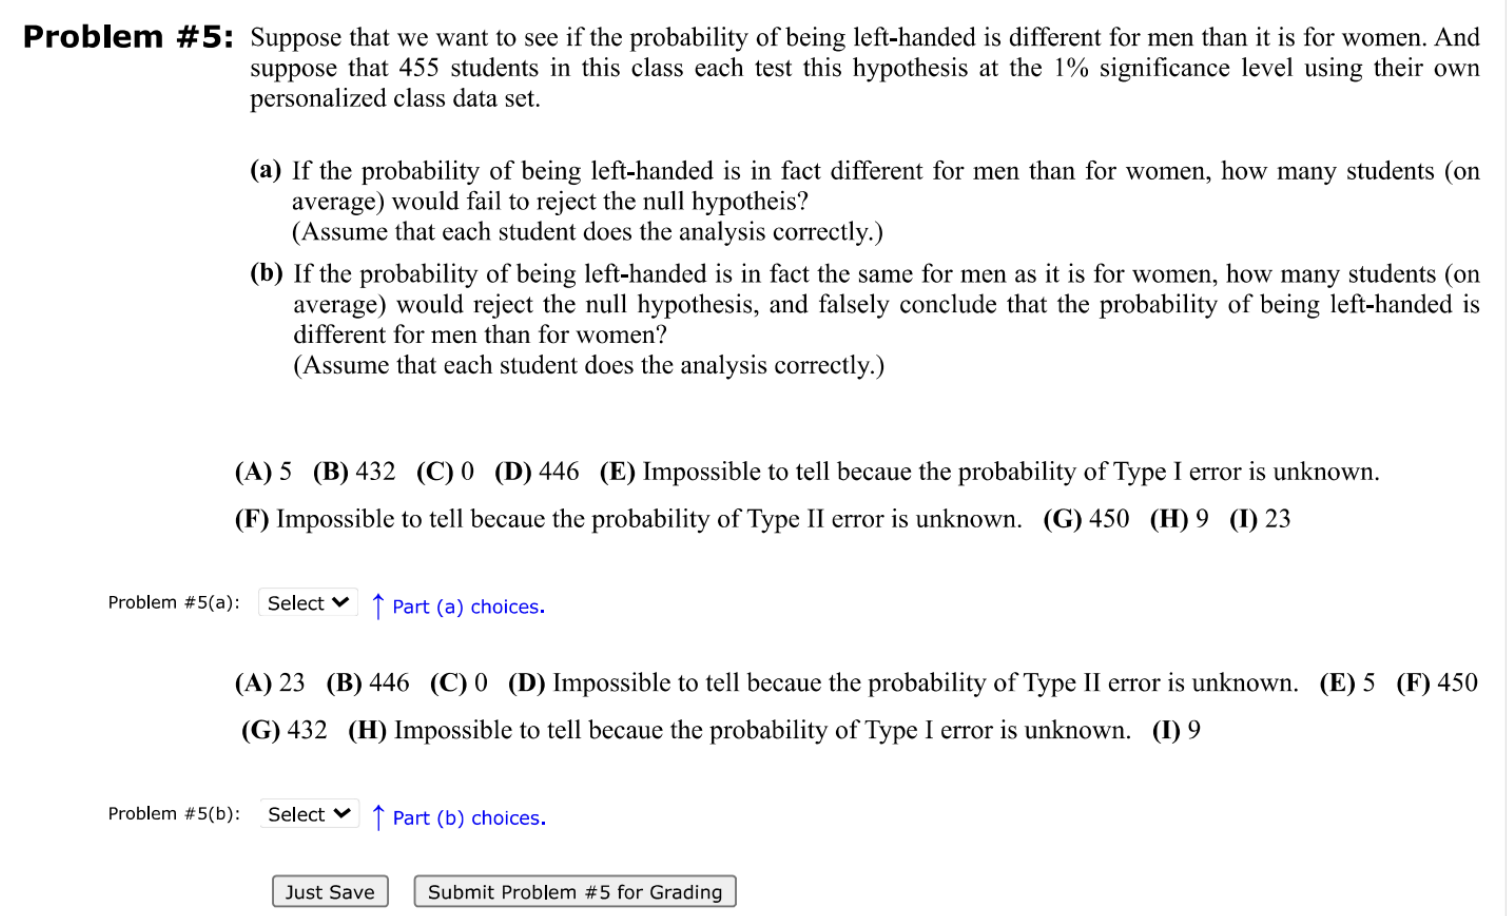 Problem #5: Suppose that we want to see if the probability of being left-handed is different for men than it is for women. And
suppose that 455 students in this class each test this hypothesis at the 1% significance level using their own
personalized class data set.
(a) If the probability of being left-handed is in fact different for men than for women, how many students (on
average) would fail to reject the null hypotheis?
(Assume that each student does the analysis correctly.)
(b) If the probability of being left-handed is in fact the same for men as it is for women, how many students (on
average) would reject the null hypothesis, and falsely conclude that the probability of being left-handed is
different for men than for women?
(Assume that each student does the analysis correctly.)
(A) 5 (B) 432 (C) 0 (D) 446 (E) Impossible to tell becaue the probability of Type I error is unknown.
(F) Impossible to tell becaue the probability of Type II error is unknown. (G) 450 (H) 9 (I) 23
Problem #5(a): Select ↑ Part (a) choices.
(A) 23 (B) 446 (C) 0 (D) Impossible to tell becaue the probability of Type II error is unknown. (E) 5 (F) 450
(G) 432 (H) Impossible to tell becaue the probability of Type I error is unknown. (I) 9
Problem #5(b): Select ↑ Part (b) choices.
Just Save Submit Problem #5 for Grading